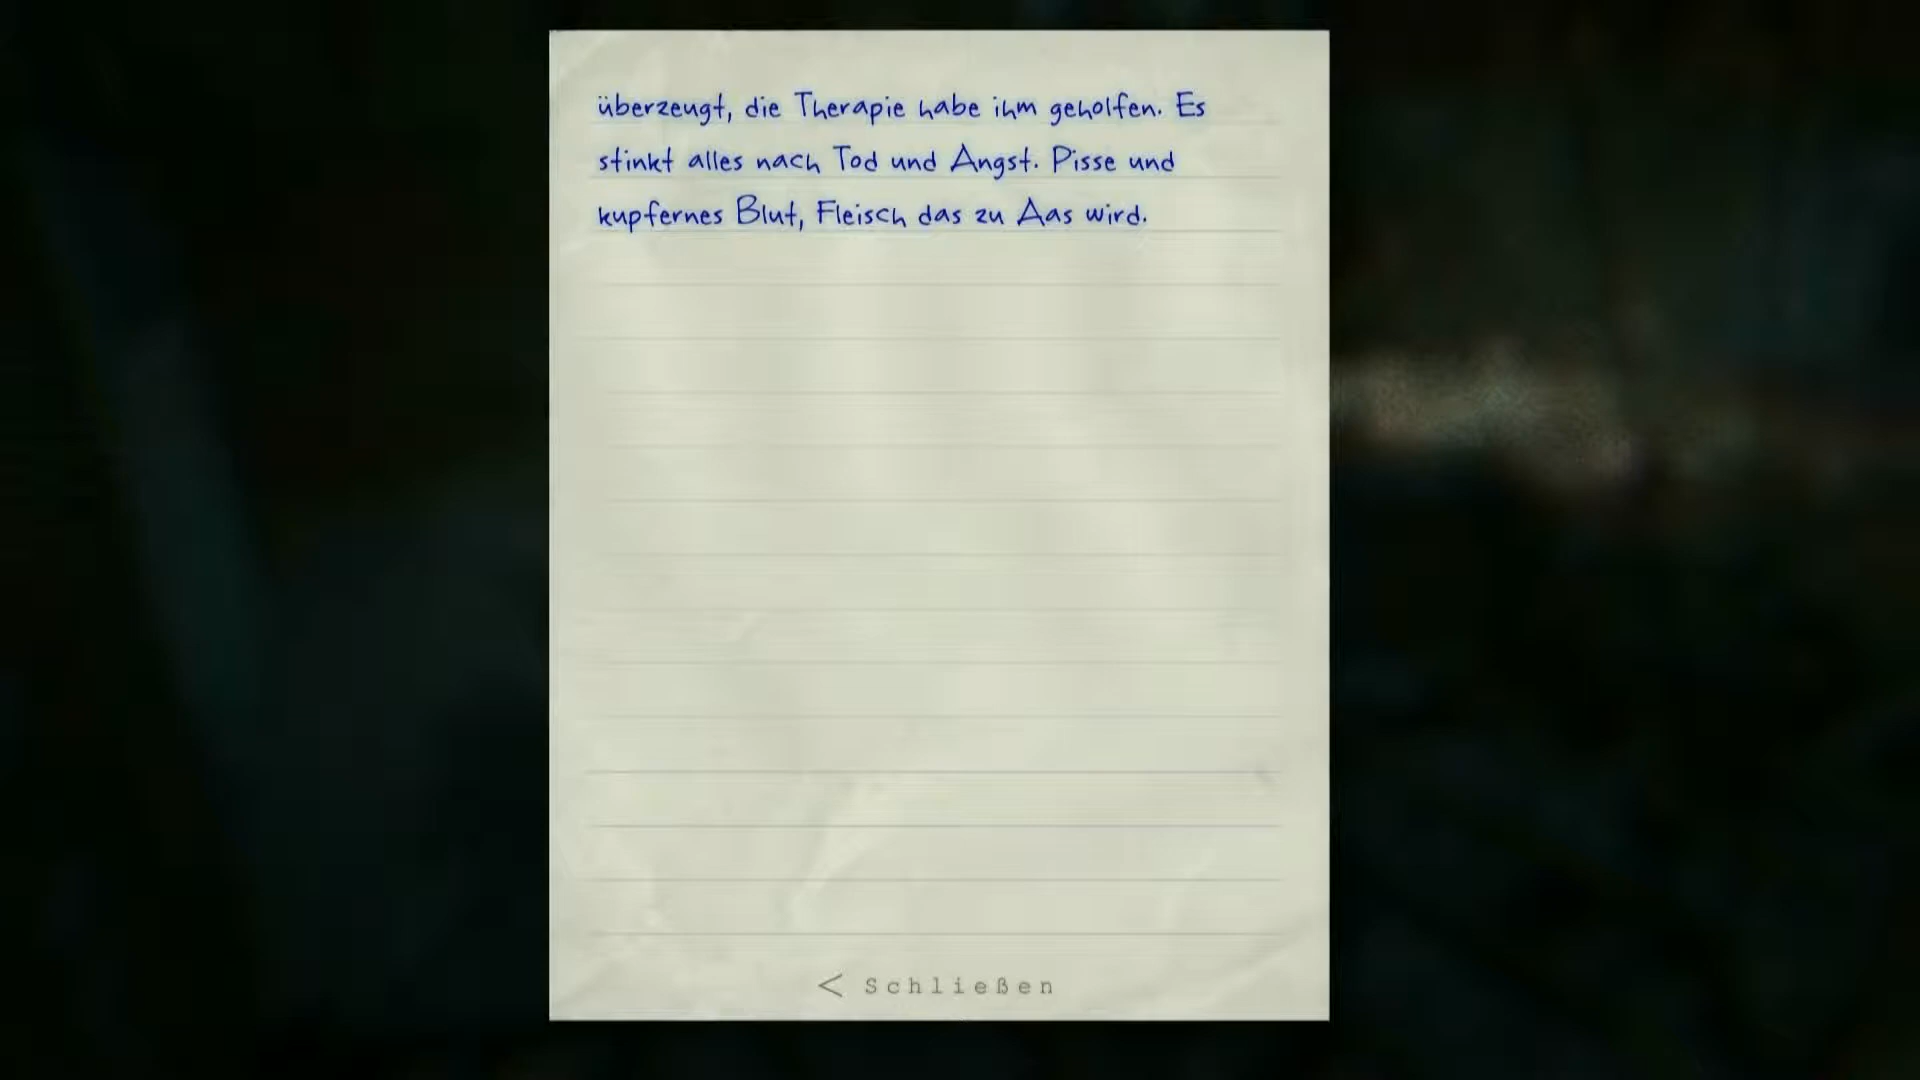 überzeugt, die Therapie habe ihm geholfen. Es
stinkt alles nach Tod und Angst. Pisse und
kupfernes Blut, Fleisch das zu Aas wird.
< Schließen